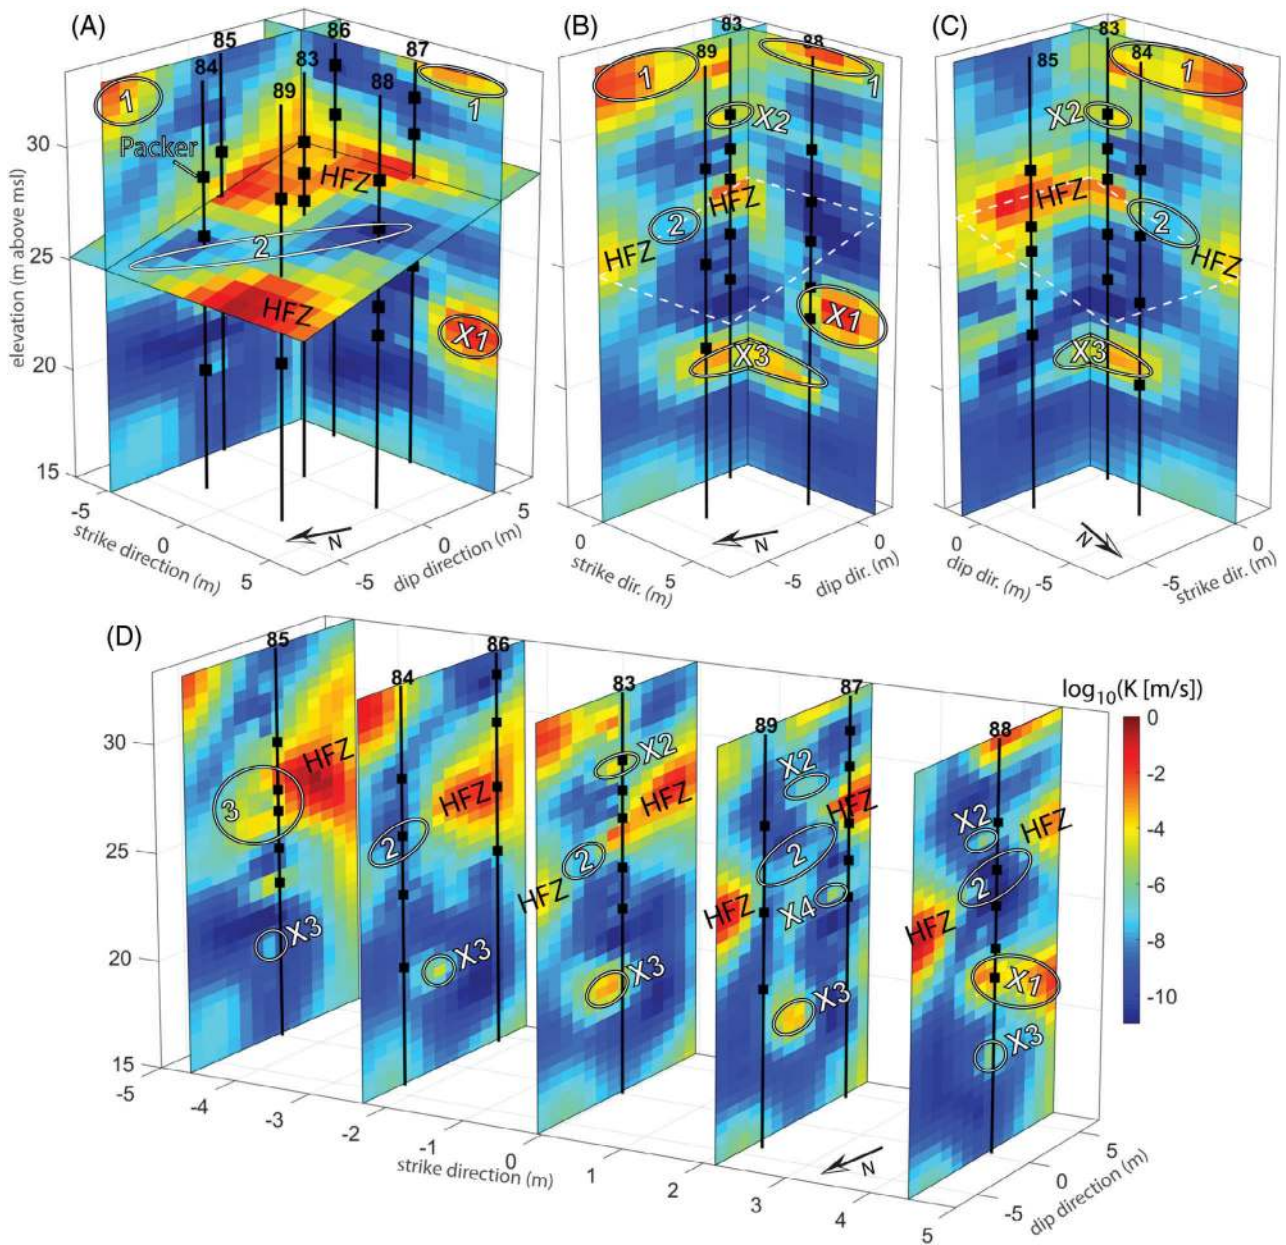 (A)
86
85
83
87
84
89
88
1
1
Packer
HFZ
2
HFZ
X1
30
25
20
15
elevation (m above msl)
-5
0
5
strike direction (m)
N
-5
0
5
dip direction (m)
(B)
83
89
88
1
1
X2
HFZ
2
HFZ
X1
X3
0
5
strike dir. (m)
N
-5
0
dip dir. (m)
(C)
83
85
84
1
X2
HFZ
2
HFZ
X3
0
-5
dip dir. (m)
N
-5
0
strike dir. (m)
(D)
85
86
84
83
87
89
88
HFZ
3
X3
HFZ
2
X3
X2
HFZ
2
HFZ
X3
X2
HFZ
2
HFZ
X4
X3
X2
HFZ
2
HFZ
X1
X3
30
25
20
15
-5
-4
-3
-2
-1
0
1
2
3
4
5
strike direction (m)
N
-5
0
5
dip direction (m)
log10(K [m/s])
0
-2
-4
-6
-8
-10